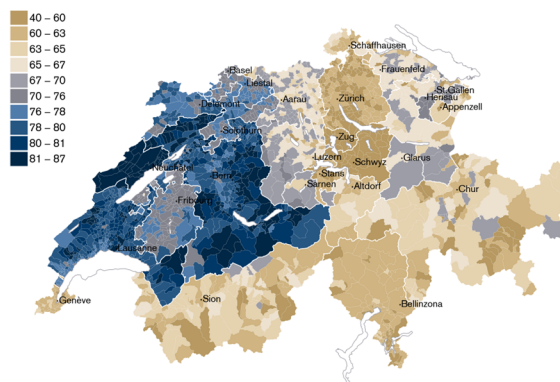 40 – 60
60 – 63
63 – 65
65 – 67
67 – 70
70 – 76
76 – 78
78 – 80
80 – 81
81 – 87
Schaffhausen
Basel
Frauenfeld
Liestal
St.Gallen
Herisau
Aarau
Zürich
Delémont
Appenzell
Solothurn
Zug
Luzern
Schwyz
Glarus
Neuchâtel
Bern
Stans
Sarnen
Altdorf
Chur
Fribourg
Lausanne
Genève
Sion
Bellinzona